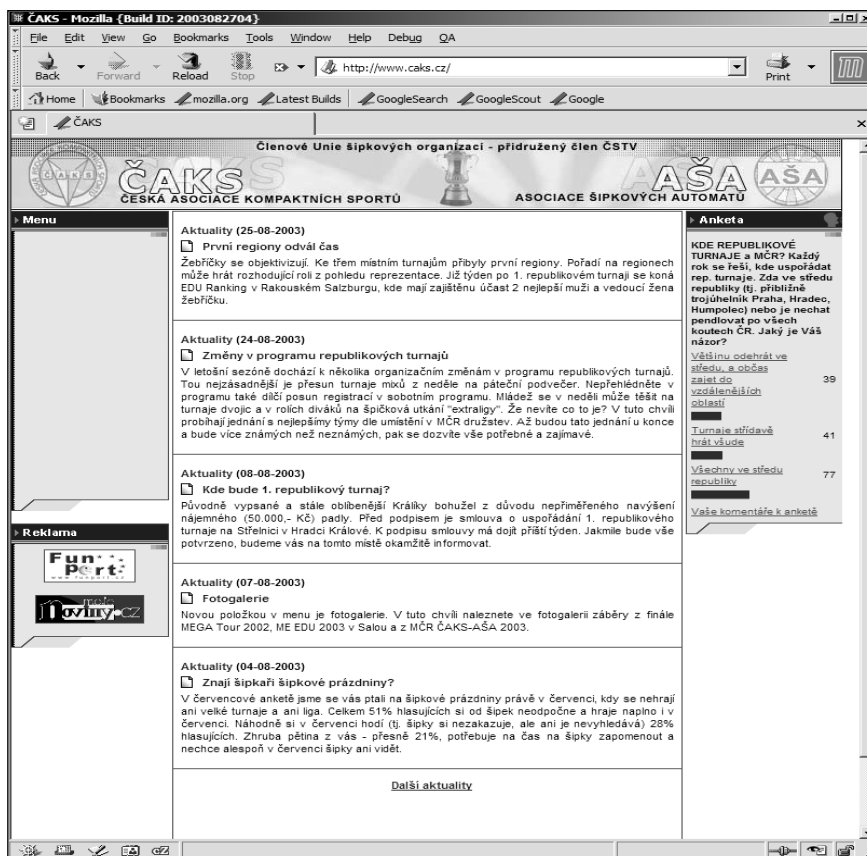 ČAKS - Mozilla {Build ID: 2003082704}
File Edit View Go Bookmarks Tools Window Help Debug QA
Back Forward Reload Stop http://www.caks.cz/ Print
Home Bookmarks mozilla.org Latest Builds GoogleSearch GoogleScout Google
ČAKS
Členové Unie šipkových organizací - přidružený člen ČSTV
ČAKS
ČESKÁ ASOCIACE KOMPAKTNÍCH SPORTŮ
AŠA
ASOCIACE ŠIPKOVÝCH AUTOMATŮ
AŠA
Menu
Reklama
Fun
Port
www.funport.cz
moje
noviny.cz
Aktuality (25-08-2003)
První regiony odvál čas
Žebříčky se objektivizují. Ke třem místním turnajům přibyly první regiony. Pořadí na regionech
může hrát rozhodující roli z pohledu reprezentace. Již týden po 1. republikovém turnaji se koná
EDU Ranking v Rakouském Salzburgu, kde mají zajištěnu účast 2 nejlepší muži a vedoucí žena
žebříčku.
Aktuality (24-08-2003)
Změny v programu republikových turnajů
V letošní sezóně dochází k několika organizačním změnám v programu republikových turnajů.
Tou nejzásadnější je přesun turnaje mixů z neděle na páteční podvečer. Nepřehlédněte v
programu také dílčí posun registrací v sobotním programu. Mládež se v neděli může těšit na
turnaje dvojic a v rolích diváků na špičková utkání "extraligy". Že nevíte co to je? V tuto chvíli
probíhají jednání s nejlepšími týmy dle umístění v MČR družstev. Až budou tato jednání u konce
a bude více známých než neznámých, pak se dozvíte vše potřebné a zajímavé.
Aktuality (08-08-2003)
Kde bude 1. republikový turnaj?
Původně vypsané a stále oblíbenější Králíky bohužel z důvodu nepřiměřeného navýšení
nájemného (50.000,- Kč) padly. Před podpisem je smlouva o uspořádání 1. republikového
turnaje na Střelnici v Hradci Králové. K podpisu smlouvy má dojít příští týden. Jakmile bude vše
potvrzeno, budeme vás na tomto místě okamžitě informovat.
Aktuality (07-08-2003)
Fotogalerie
Novou položkou v menu je fotogalerie. V tuto chvíli naleznete ve fotogalerii záběry z finále
MEGA Tour 2002, ME EDU 2003 v Salou a z MČR ČAKS-AŠA 2003.
Aktuality (04-08-2003)
Znají šipkaři šipkové prázdniny?
V červencové anketě jsme se vás ptali na šipkové prázdniny právě v červenci, kdy se nehrají
ani velké turnaje a ani liga. Celkem 51% hlasujících si od šipek neodpočne a hraje naplno i v
červenci. Náhodně si v červenci hodí (tj. šipky si nezakazuje, ale ani je nevyhledává) 28%
hlasujících. Zhruba pětina z vás - přesně 21%, potřebuje na čas na šipky zapomenout a
nechce alespoň v červenci šipky ani vidět.
Další aktuality
Anketa
KDE REPUBLIKOVÉ
TURNAJE a MČR? Každý
rok se řeší, kde uspořádat
rep. turnaje. Zda ve středu
republiky (tj. přibližně
trojúhelník Praha, Hradec,
Humpolec) nebo je nechat
pendlovat po všech
koutech ČR. Jaký je Váš
názor?
Většinu odehrát ve
středu, a občas
zajet do 39
vzdálenějších
oblastí
Turnaje střídavě 41
hrát všude
Všechny ve středu 77
republiky
Vaše komentáře k anketě